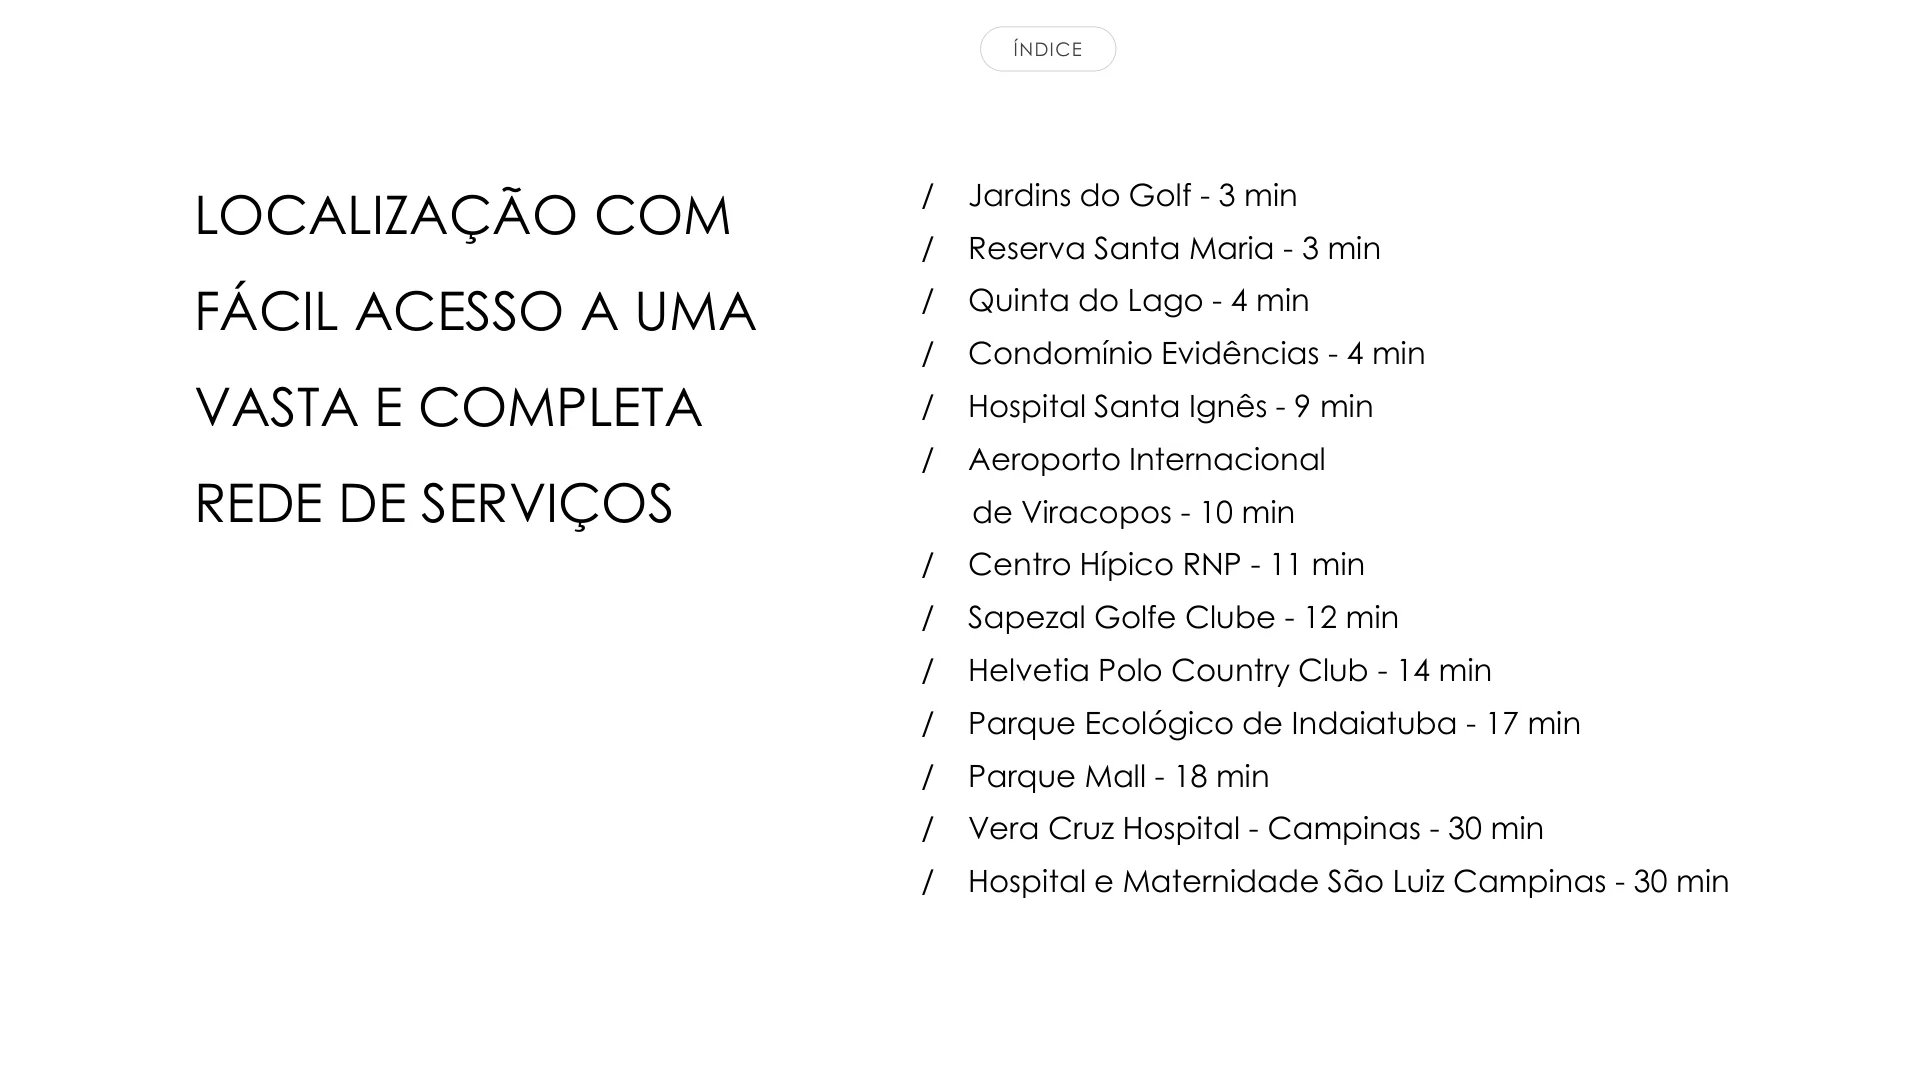 ÍNDICE
LOCALIZAÇÃO COM
FÁCIL ACESSO A UMA
VASTA E COMPLETA
REDE DE SERVIÇOS
/ Jardins do Golf - 3 min
/ Reserva Santa Maria - 3 min
/ Quinta do Lago - 4 min
/ Condomínio Evidências - 4 min
/ Hospital Santa Ignês - 9 min
/ Aeroporto Internacional
de Viracopos - 10 min
/ Centro Hípico RNP - 11 min
/ Sapezal Golfe Clube - 12 min
/ Helvetia Polo Country Club - 14 min
/ Parque Ecológico de Indaiatuba - 17 min
/ Parque Mall - 18 min
/ Vera Cruz Hospital - Campinas - 30 min
/ Hospital e Maternidade São Luiz Campinas - 30 min